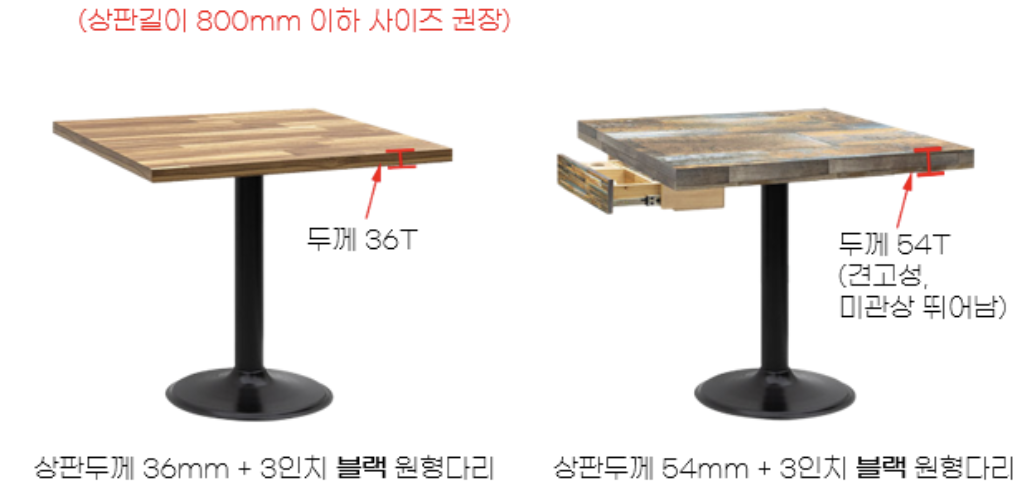 (상판길이 800mm 이하 사이즈 권장)
두께 36T
두께 54T
(견고성,
미관상 뛰어남)
상판두께 36mm + 3인치 블랙 원형다리
상판두께 54mm + 3인치 블랙 원형다리